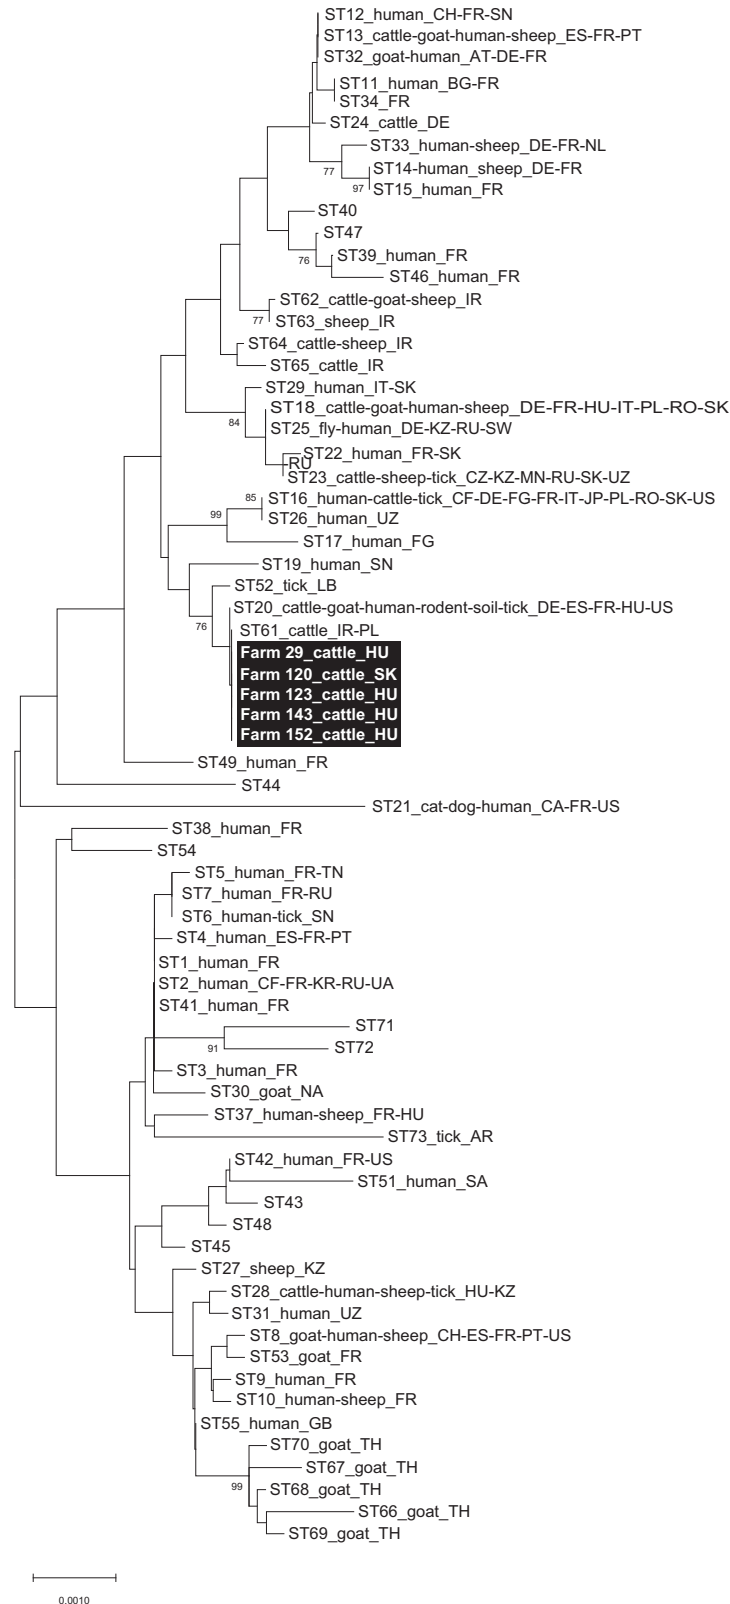 ST12_human_CH-FR-SN
ST13_cattle-goat-human-sheep_ES-FR-PT
ST32_goat-human_AT-DE-FR
ST11_human_BG-FR
ST34_FR
ST24_cattle_DE
ST33_human-sheep_DE-FR-NL
77
ST14-human_sheep_DE-FR
97
ST15_human_FR
ST40
ST47
76
ST39_human_FR
ST46_human_FR
ST62_cattle-goat-sheep_IR
77
ST63_sheep_IR
ST64_cattle-sheep_IR
ST65_cattle_IR
ST29_human_IT-SK
ST18_cattle-goat-human-sheep_DE-FR-HU-IT-PL-RO-SK
84
ST25_fly-human_DE-KZ-RU-SW
ST22_human_FR-SK
RU
ST23_cattle-sheep-tick_CZ-KZ-MN-RU-SK-UZ
85
ST16_human-cattle-tick_CF-DE-FG-FR-IT-JP-PL-RO-SK-US
99
ST26_human_UZ
ST17_human_FG
ST19_human_SN
ST52_tick_LB
ST20_cattle-goat-human-rodent-soil-tick_DE-ES-FR-HU-US
76
ST61_cattle_IR-PL
Farm 29_cattle_HU
Farm 120_cattle_SK
Farm 123_cattle_HU
Farm 143_cattle_HU
Farm 152_cattle_HU
ST49_human_FR
ST44
ST21_cat-dog-human_CA-FR-US
ST38_human_FR
ST54
ST5_human_FR-TN
ST7_human_FR-RU
ST6_human-tick_SN
ST4_human_ES-FR-PT
ST1_human_FR
ST2_human_CF-FR-KR-RU-UA
ST41_human_FR
ST71
91
ST72
ST3_human_FR
ST30_goat_NA
ST37_human-sheep_FR-HU
ST73_tick_AR
ST42_human_FR-US
ST51_human_SA
ST43
ST48
ST45
ST27_sheep_KZ
ST28_cattle-human-sheep-tick_HU-KZ
ST31_human_UZ
ST8_goat-human-sheep_CH-ES-FR-PT-US
ST53_goat_FR
ST9_human_FR
ST10_human-sheep_FR
ST55_human_GB
ST70_goat_TH
ST67_goat_TH
99
ST68_goat_TH
ST66_goat_TH
ST69_goat_TH
0.0010